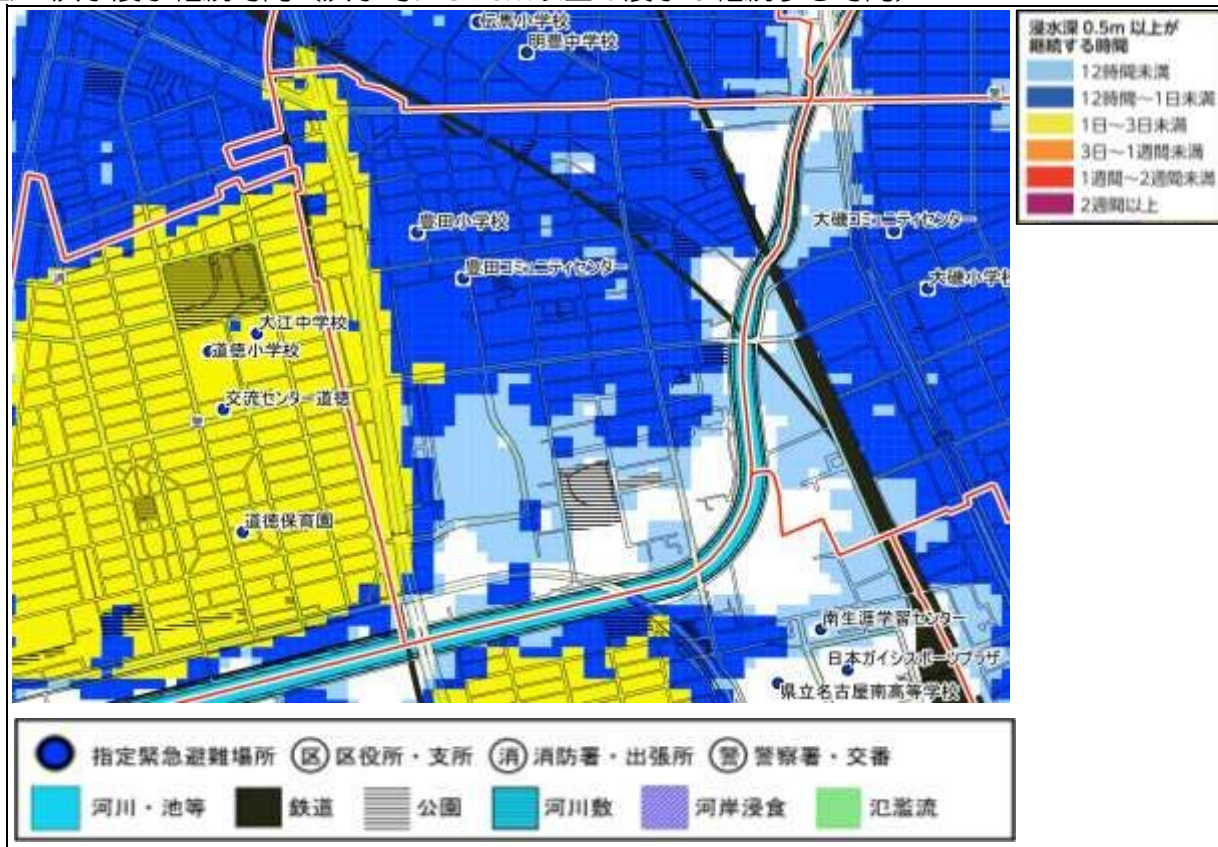 伝馬小学校
明豊中学校
豊田小学校
豊田コミュニティセンター
大磯コミュニティセンター
大磯小学校
大江中学校
道徳小学校
交流センター道徳
道徳保育園
南生涯学習センター
日本ガイシスポーツプラザ
県立名古屋南高等学校
浸水深 0.5m 以上が
継続する時間
12時間未満
12時間～1日未満
1日～3日未満
3日～1週間未満
1週間～2週間未満
2週間以上
指定緊急避難場所 区 区役所・支所 消 消防署・出張所 警 警察署・交番
河川・池等 鉄道 公園 河川敷 河岸浸食 氾濫流